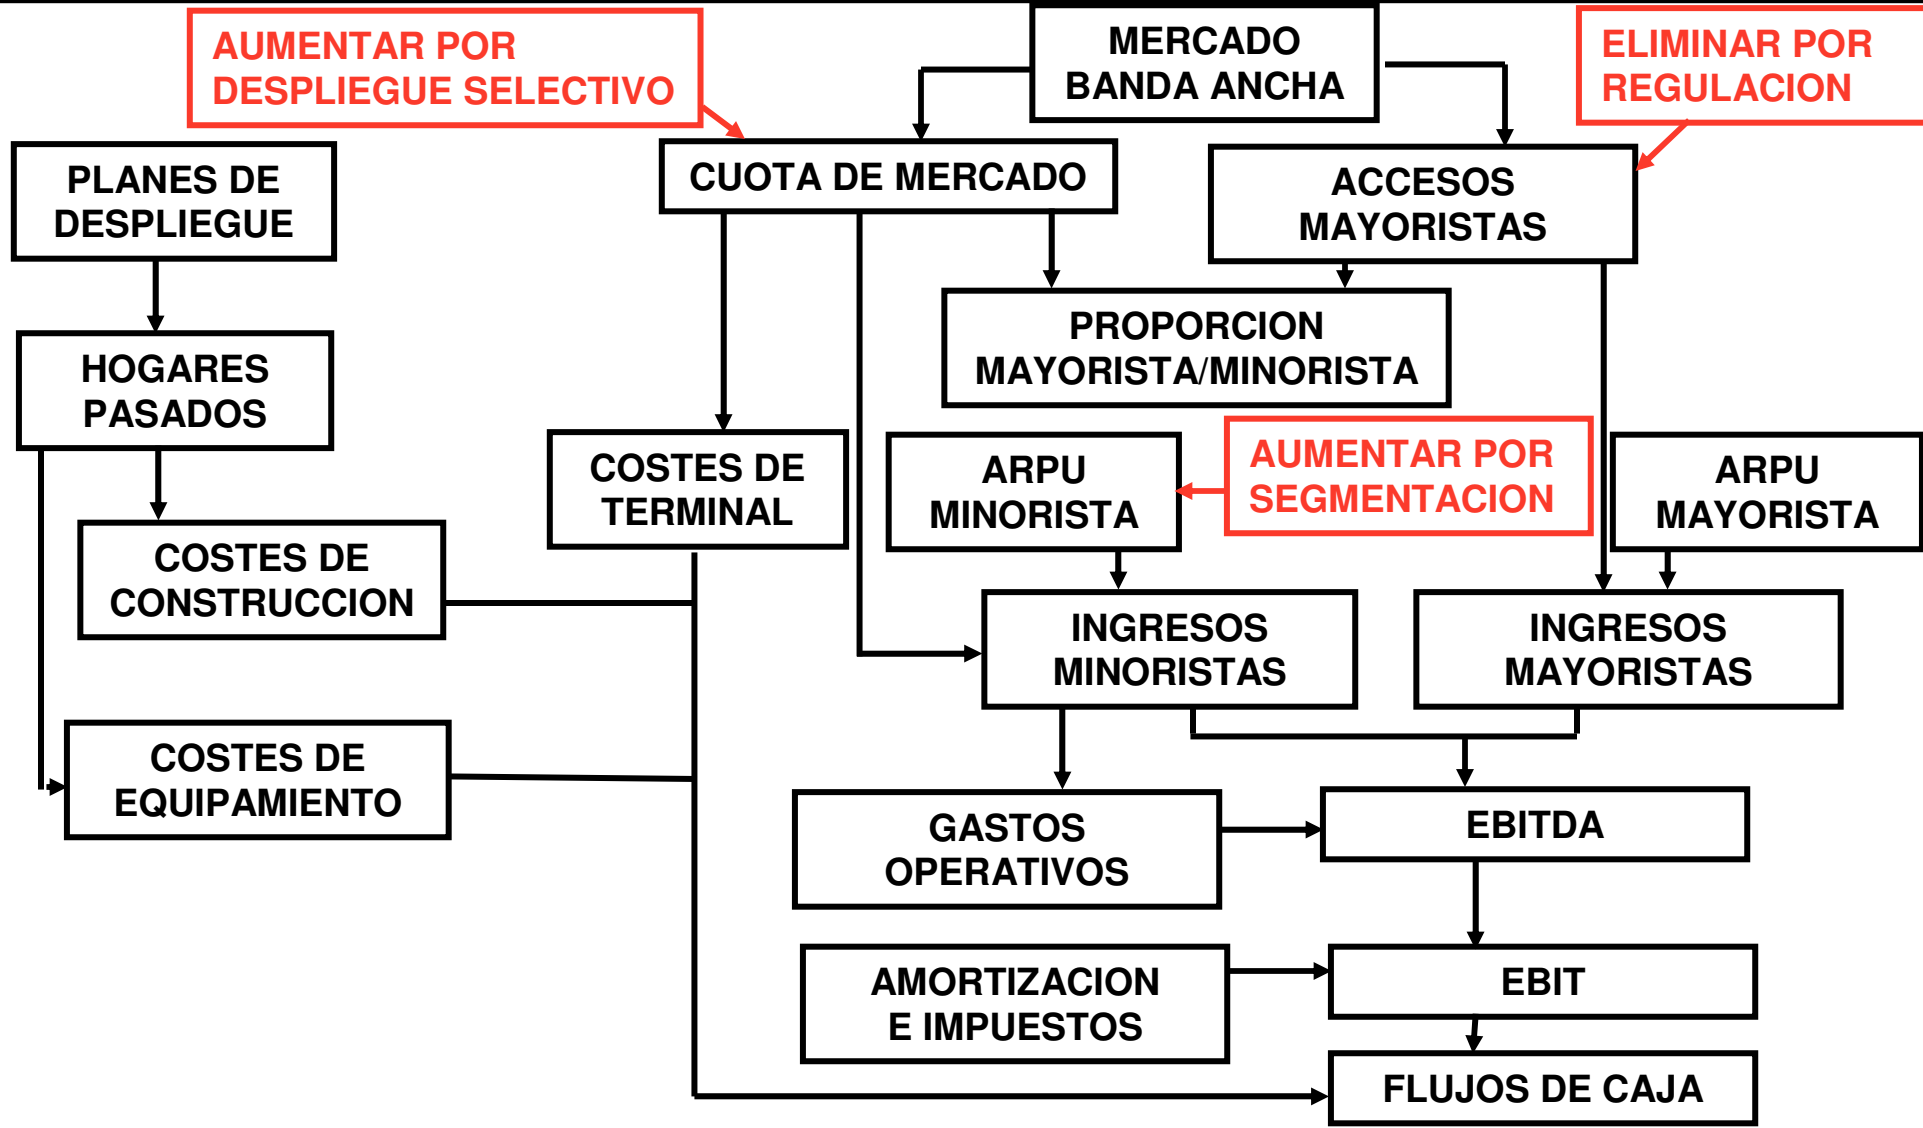 AUMENTAR POR
DESPLIEGUE SELECTIVO
MERCADO
BANDA ANCHA
ELIMINAR POR
REGULACION
PLANES DE
DESPLIEGUE
CUOTA DE MERCADO
ACCESOS
MAYORISTAS
PROPORCION
MAYORISTA/MINORISTA
HOGARES
PASADOS
COSTES DE
TERMINAL
ARPU
MINORISTA
AUMENTAR POR
SEGMENTACION
ARPU
MAYORISTA
COSTES DE
CONSTRUCCION
INGRESOS
MINORISTAS
INGRESOS
MAYORISTAS
COSTES DE
EQUIPAMIENTO
GASTOS
OPERATIVOS
EBITDA
AMORTIZACION
E IMPUESTOS
EBIT
FLUJOS DE CAJA